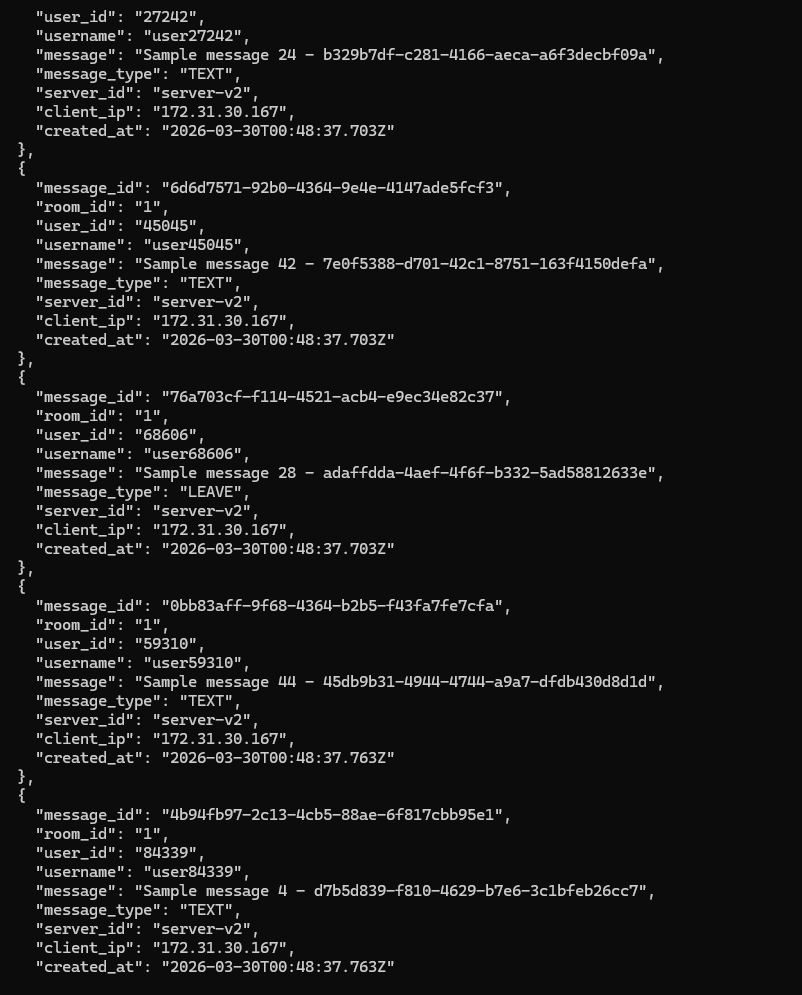 "user_id": "27242",
"username": "user27242",
"message": "Sample message 24 - b329b7df-c281-4166-aeca-a6f3decbf09a",
"message_type": "TEXT",
"server_id": "server-v2",
"client_ip": "172.31.30.167",
"created_at": "2026-03-30T00:48:37.703Z"
},
{
"message_id": "6d6d7571-92b0-4364-9e4e-4147ade5fcf3",
"room_id": "1",
"user_id": "45045",
"username": "user45045",
"message": "Sample message 42 - 7e0f5388-d701-42c1-8751-163f4150defa",
"message_type": "TEXT",
"server_id": "server-v2",
"client_ip": "172.31.30.167",
"created_at": "2026-03-30T00:48:37.703Z"
},
{
"message_id": "76a703cf-f114-4521-acb4-e9ec34e82c37",
"room_id": "1",
"user_id": "68606",
"username": "user68606",
"message": "Sample message 28 - adaffdda-4aef-4f6f-b332-5ad58812633e",
"message_type": "LEAVE",
"server_id": "server-v2",
"client_ip": "172.31.30.167",
"created_at": "2026-03-30T00:48:37.703Z"
},
{
"message_id": "0bb83aff-9f68-4364-b2b5-f43fa7fe7cfa",
"room_id": "1",
"user_id": "59310",
"username": "user59310",
"message": "Sample message 44 - 45db9b31-4944-4744-a9a7-dfdb430d8d1d",
"message_type": "TEXT",
"server_id": "server-v2",
"client_ip": "172.31.30.167",
"created_at": "2026-03-30T00:48:37.763Z"
},
{
"message_id": "4b94fb97-2c13-4cb5-88ae-6f817cbb95e1",
"room_id": "1",
"user_id": "84339",
"username": "user84339",
"message": "Sample message 4 - d7b5d839-f810-4629-b7e6-3c1bfeb26cc7",
"message_type": "TEXT",
"server_id": "server-v2",
"client_ip": "172.31.30.167",
"created_at": "2026-03-30T00:48:37.763Z"